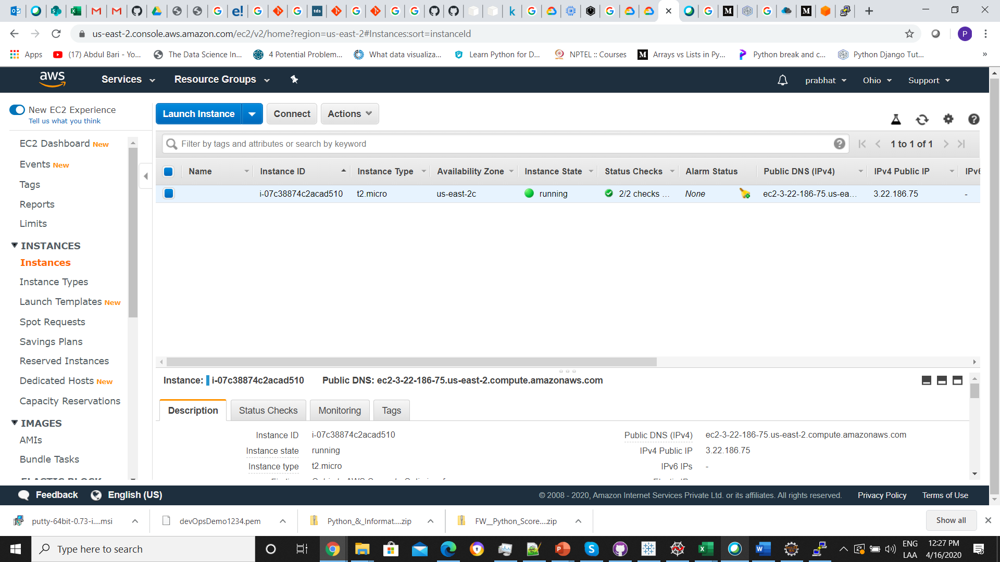 us-east-2.console.aws.amazon.com/ec2/v2/home?region=us-east-2#Instances:sort=instanceId
P
Apps
(17) Abdul Bari - Yo...
The Data Science In...
4 Potential Problem...
What data visualiza...
Learn Python for D...
NPTEL :: Courses
Arrays vs Lists in Py...
Python break and c...
Python Django Tut...
»
aws
Services
Resource Groups
prabhat
Ohio
Support
New EC2 Experience
Tell us what you think
EC2 Dashboard New
Events New
Tags
Reports
Limits
INSTANCES
Instances
Instance Types
Launch Templates New
Spot Requests
Savings Plans
Reserved Instances
Dedicated Hosts New
Capacity Reservations
IMAGES
AMIs
Bundle Tasks
Launch Instance
Connect
Actions
Filter by tags and attributes or search by keyword
1 to 1 of 1
Name Instance ID Instance Type Availability Zone Instance State Status Checks Alarm Status Public DNS (IPv4) IPv4 Public IP
i-07c38874c2acad510 t2.micro us-east-2c running 2/2 checks ... None ec2-3-22-186-75.us-ea... 3.22.186.75 -
Instance: i-07c38874c2acad510 Public DNS: ec2-3-22-186-75.us-east-2.compute.amazonaws.com
Description
Status Checks
Monitoring
Tags
Instance ID i-07c38874c2acad510
Instance state running
Instance type t2.micro
Public DNS (IPv4) ec2-3-22-186-75.us-east-2.compute.amazonaws.com
IPv4 Public IP 3.22.186.75
IPv6 IPs -
Feedback
English (US)
© 2008 - 2020, Amazon Internet Services Private Ltd. or its affiliates. All rights reserved.
Privacy Policy
Terms of Use
putty-64bit-0.73-i....msi
devOpsDemo1234.pem
Python_&_Informat....zip
FW__Python_Score....zip
Show all
Type here to search
ENG
LAA
12:27 PM
4/16/2020